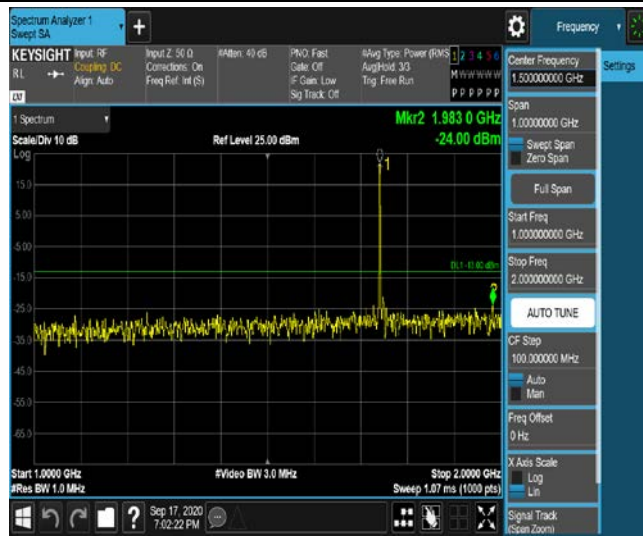 Spectrum Analyzer 1
Swept SA
+
Frequency
KEYSIGHT
RL
Input: RF
Coupling: DC
Align: Auto
Input Z: 50 Ω
Corrections: On
Freq Ref: Int (S)
#Atten: 40 dB
PNO: Fast
Gate: Off
IF Gain: Low
Sig Track: Off
#Avg Type: Power (RMS
Avg|Hold: 3/3
Trig: Free Run
1 2 3 4 5 6
M W W W W W
P P P P P P
LXI
1 Spectrum
Scale/Div 10 dB
Ref Level 25.00 dBm
Mkr2 1.983 0 GHz
-24.00 dBm
Log
15.0
5.00
-5.00
-15.0
-25.0
-35.0
-45.0
-55.0
-65.0
1
2
DL1 -13.00 dBm
Start 1.0000 GHz
#Res BW 1.0 MHz
#Video BW 3.0 MHz
Stop 2.0000 GHz
Sweep 1.07 ms (1000 pts)
?
Sep 17, 2020
7:02:22 PM
Center Frequency
1.500000000 GHz
Settings
Span
1.00000000 GHz
Swept Span
Zero Span
Full Span
Start Freq
1.000000000 GHz
Stop Freq
2.000000000 GHz
AUTO TUNE
CF Step
100.000000 MHz
Auto
Man
Freq Offset
0 Hz
X Axis Scale
Log
Lin
Signal Track
(Span Zoom)